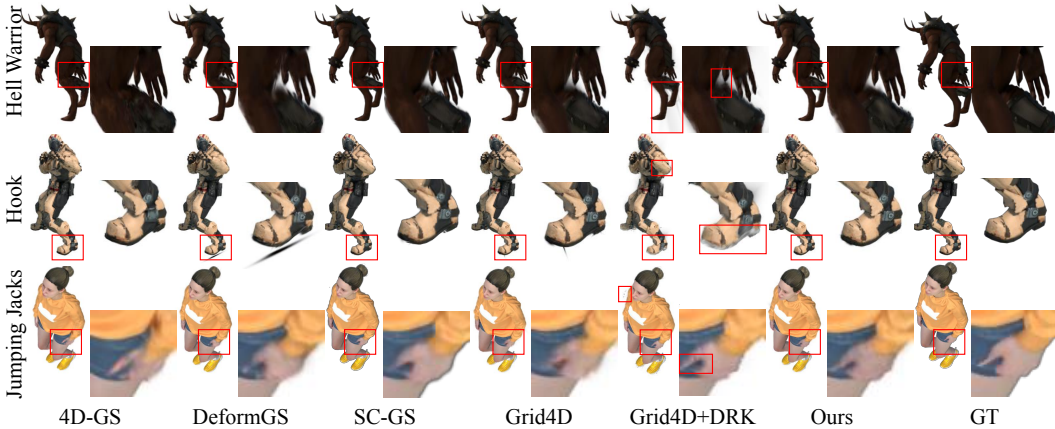 Hell Warrior
Hook
Jumping Jacks
4D-GS DeformGS SC-GS Grid4D Grid4D+DRK Ours GT